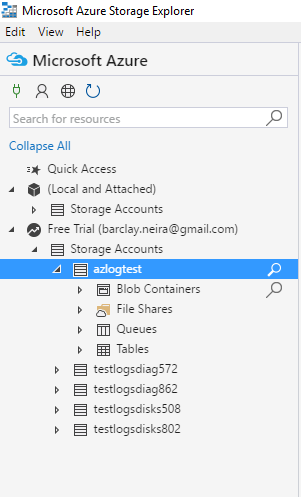 Microsoft Azure Storage Explorer
Edit View Help
Microsoft Azure
Search for resources
Collapse All
Quick Access
(Local and Attached)
Storage Accounts
Free Trial (barclay.neira@gmail.com)
Storage Accounts
azlogtest
Blob Containers
File Shares
Queues
Tables
testlogsdiag572
testlogsdiag862
testlogsdisks508
testlogsdisks802